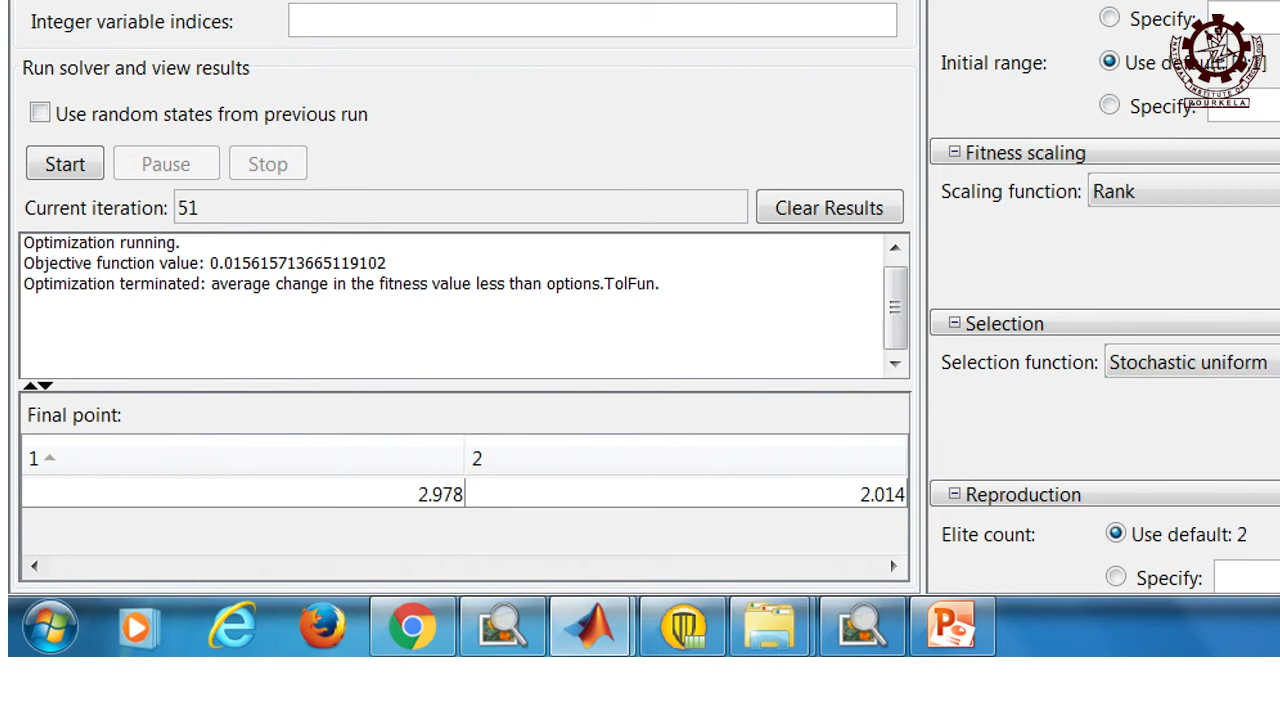 Integer variable indices:
Run solver and view results
Use random states from previous run
Start Pause Stop
Current iteration: 51 Clear Results
Optimization running.
Objective function value: 0.015615713665119102
Optimization terminated: average change in the fitness value less than options.TolFun.
Final point:
1 2
2.978 2.014
Specify:
Initial range: Use
Specify:
Fitness scaling
Scaling function: Rank
Selection
Selection function: Stochastic uniform
Reproduction
Elite count: Use default: 2
Specify:
ROURKELA